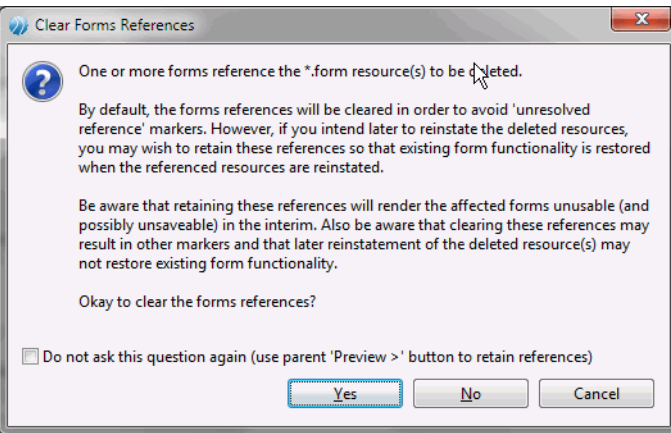 Clear Forms References
One or more forms reference the *.form resource(s) to be deleted.
By default, the forms references will be cleared in order to avoid 'unresolved
reference' markers. However, if you intend later to reinstate the deleted resources,
you may wish to retain these references so that existing form functionality is restored
when the referenced resources are reinstated.
Be aware that retaining these references will render the affected forms unusable (and
possibly unsaveable) in the interim. Also be aware that clearing these references may
result in other markers and that later reinstatement of the deleted resource(s) may
not restore existing form functionality.
Okay to clear the forms references?
Do not ask this question again (use parent 'Preview >' button to retain references)
Yes No Cancel